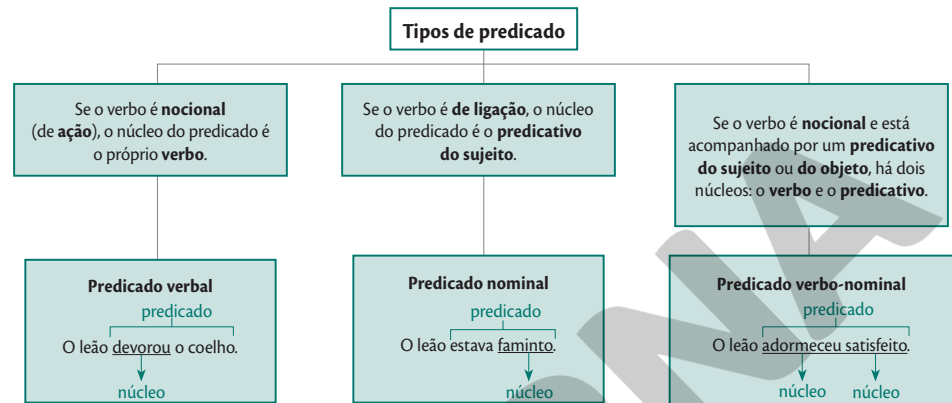 Tipos de predicado
Se o verbo é nocional
(de ação), o núcleo do predicado é
o próprio verbo.
Se o verbo é de ligação, o núcleo
do predicado é o predicativo
do sujeito.
Se o verbo é nocional e está
acompanhado por um predicativo
do sujeito ou do objeto, há dois
núcleos: o verbo e o predicativo.
Predicado verbal
predicado
O leão devorou o coelho.
núcleo
Predicado nominal
predicado
O leão estava faminto.
núcleo
Predicado verbo-nominal
predicado
O leão adormeceu satisfeito.
núcleo núcleo